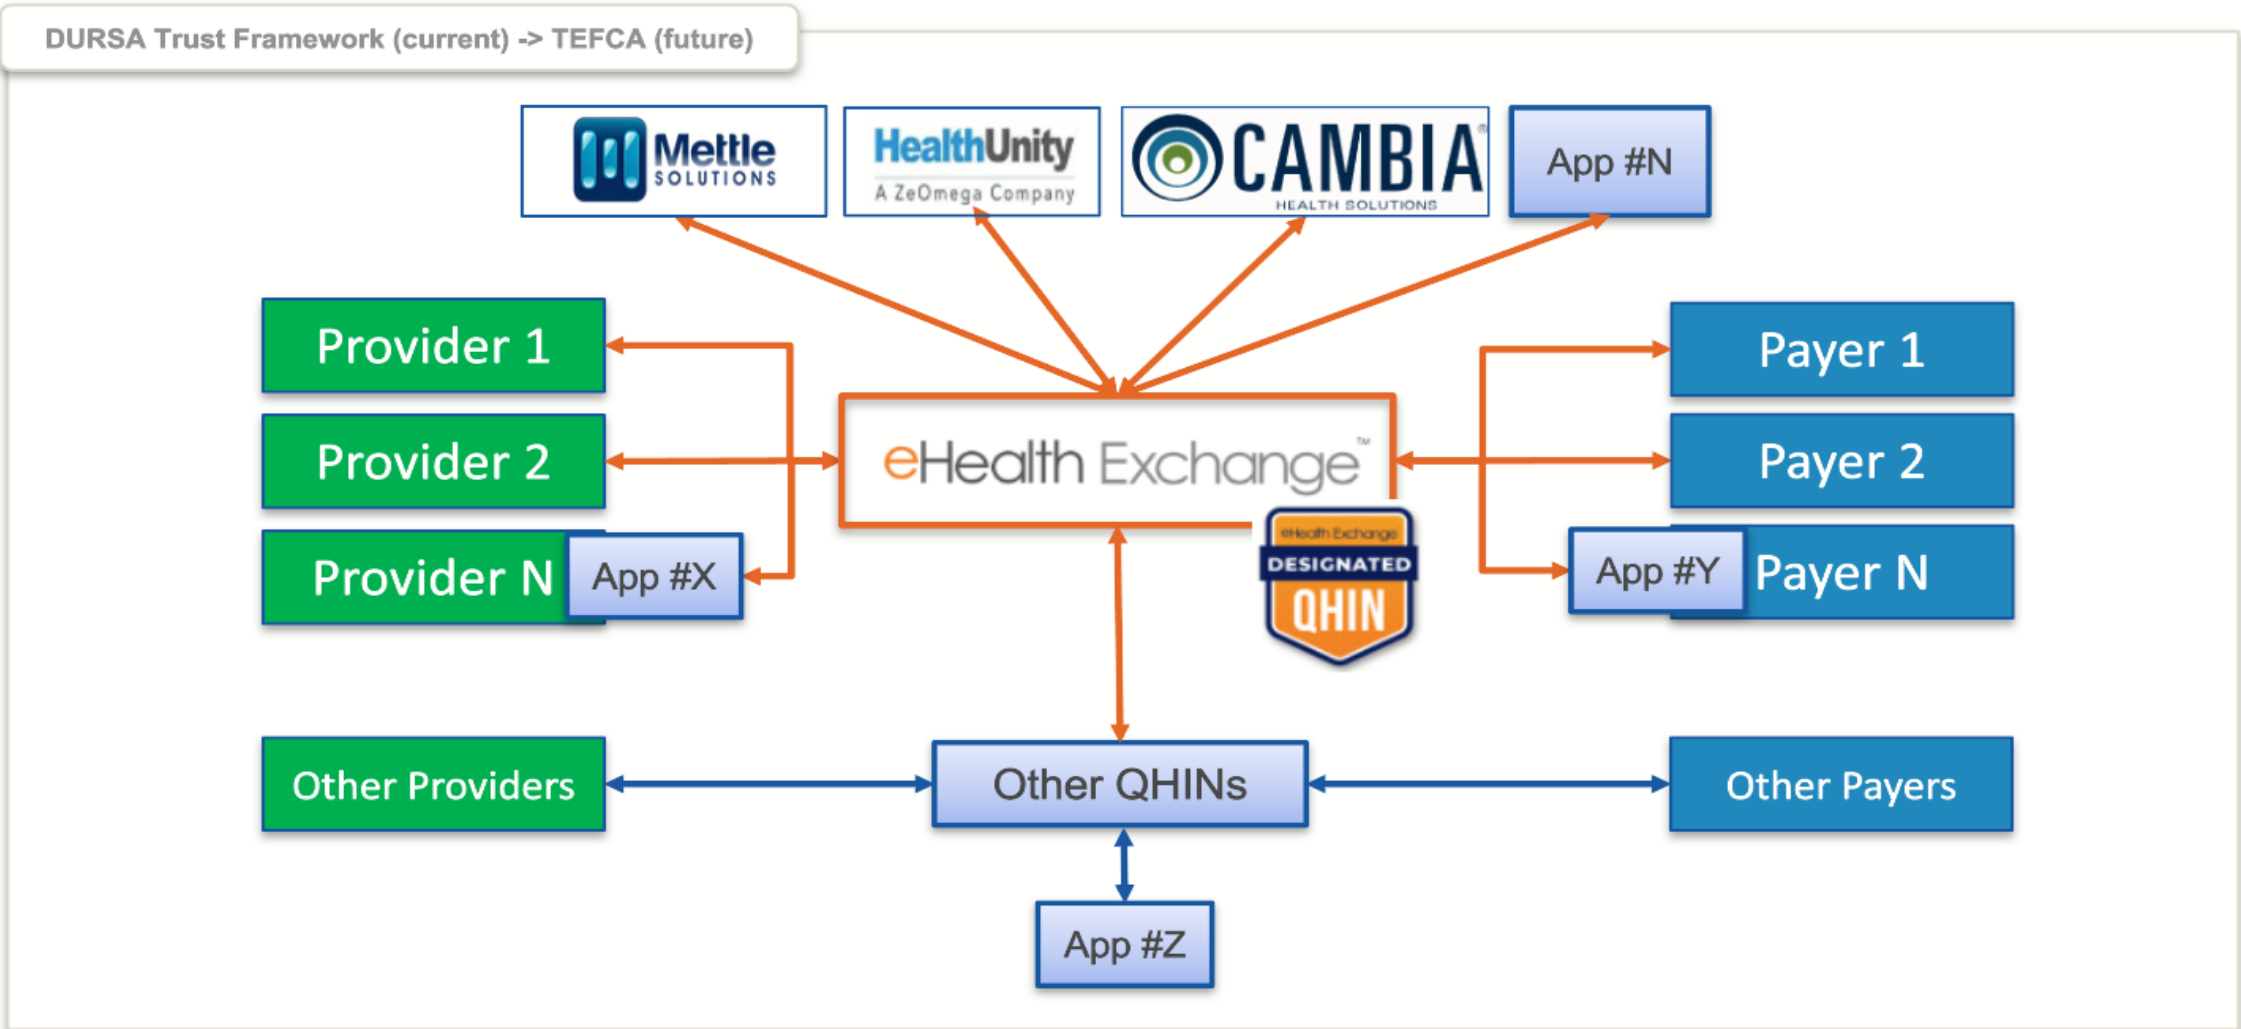 DURSA Trust Framework (current) -> TEFCA (future)
Mettle
SOLUTIONS
HealthUnity
A ZeOmega Company
CAMBIA®
HEALTH SOLUTIONS
App #N
Provider 1
Provider 2
Provider N
App #X
eHealth Exchange™
eHealth Exchange
DESIGNATED
QHIN
Payer 1
Payer 2
App #Y
Payer N
Other Providers
Other QHINs
Other Payers
App #Z